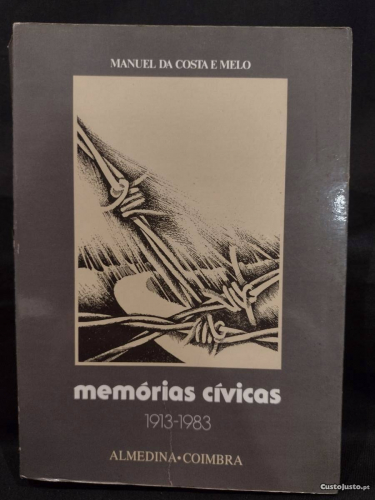 MANUEL DA COSTA E MELO
memórias cívicas
1913-1983
ALMEDINA • COIMBRA
CustoJusto.pt